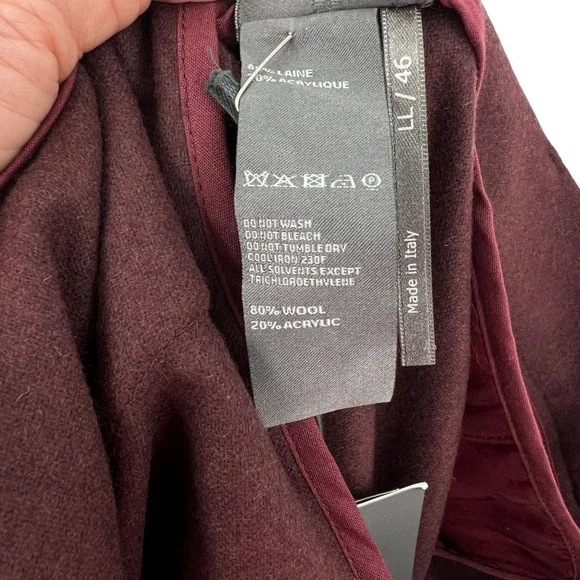 80% LAINE
20% ACRYLIQUE
DO NOT WASH
DO NOT BLEACH
DO NOT TUMBLE DRY
COOL IRON 230F
ALL SOLVENTS EXCEPT
TRICHLOROETHYLENE
80% WOOL
20% ACRYLIC
LL / 46
Made in Italy